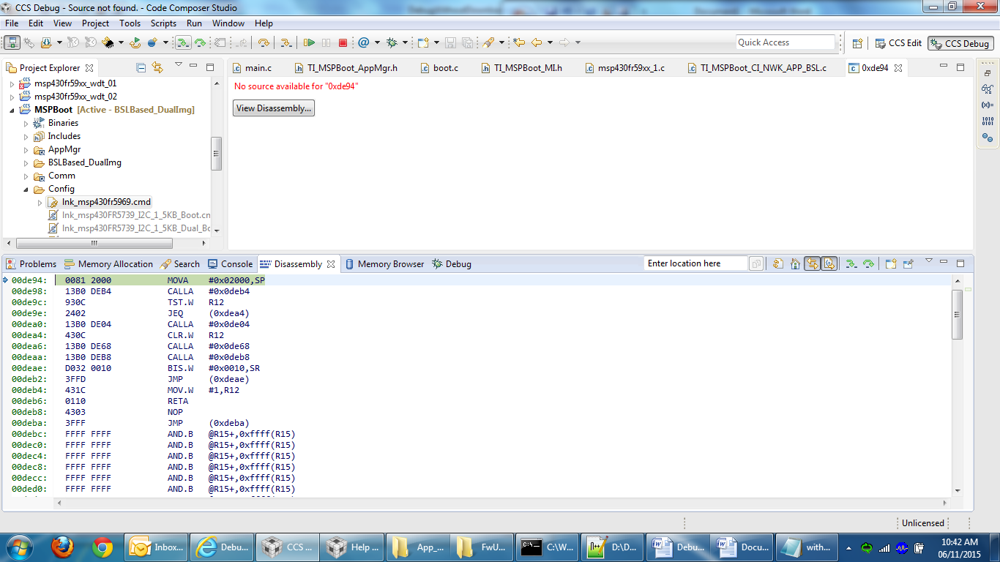 CCS Debug - Source not found. - Code Composer Studio
File Edit View Project Tools Scripts Run Window Help
Quick Access
CCS Edit
CCS Debug
Project Explorer
msp430fr59xx_wdt_01
msp430fr59xx_wdt_02
MSPBoot [Active - BSLBased_DualImg]
Binaries
Includes
AppMgr
BSLBased_DualImg
Comm
Config
lnk_msp430fr5969.cmd
lnk_msp430FR5739_I2C_1_5KB_Boot.cn
lnk_msp430FR5739_I2C_1_5KB_Dual_Bc
main.c TI_MSPBoot_AppMgr.h boot.c TI_MSPBoot_MI.h msp430fr59xx_1.c TI_MSPBoot_CI_NWK_APP_BSL.c 0xde94
No source available for "0xde94"
View Disassembly...
Problems Memory Allocation Search Console Disassembly Memory Browser Debug
Enter location here
00de94: 0081 2000 MOVA #0x02000,SP
00de98: 13B0 DEB4 CALLA #0x0deb4
00de9c: 930C TST.W R12
00de9e: 2402 JEQ (0xdea4)
00dea0: 13B0 DE04 CALLA #0x0de04
00dea4: 430C CLR.W R12
00dea6: 13B0 DE68 CALLA #0x0de68
00deaa: 13B0 DEB8 CALLA #0x0deb8
00deae: D032 0010 BIS.W #0x0010,SR
00deb2: 3FFD JMP (0xdeae)
00deb4: 431C MOV.W #1,R12
00deb6: 0110 RETA
00deb8: 4303 NOP
00deba: 3FFF JMP (0xdeba)
00debc: FFFF FFFF AND.B @R15+,0xffff(R15)
00dec0: FFFF FFFF AND.B @R15+,0xffff(R15)
00dec4: FFFF FFFF AND.B @R15+,0xffff(R15)
00dec8: FFFF FFFF AND.B @R15+,0xffff(R15)
00decc: FFFF FFFF AND.B @R15+,0xffff(R15)
00ded0: FFFF FFFF AND.B @R15+,0xffff(R15)
Unlicensed
Inbox... Debu... CCS ... Help ... App_... FwU... C:\W... D:\D... Debu... Docu... with...
10:42 AM
06/11/2015